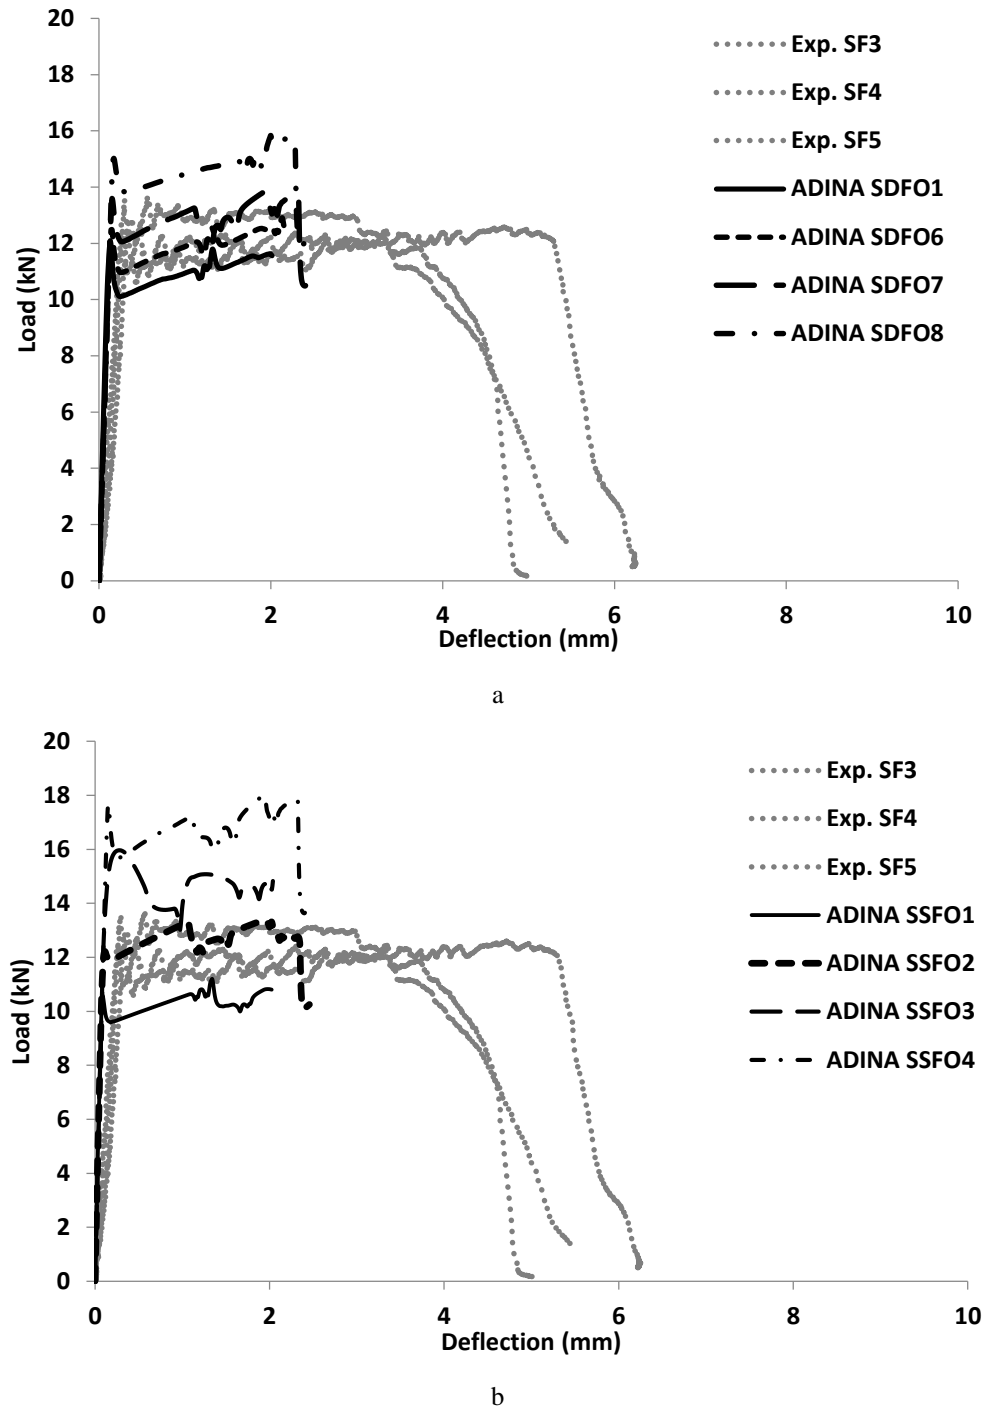 20
18
16
14
12
10
8
6
4
2
0
Load (kN)
0 2 4 6 8 10
Deflection (mm)
Exp. SF3
Exp. SF4
Exp. SF5
ADINA SDFO1
ADINA SDFO6
ADINA SDFO7
ADINA SDFO8
a
20
18
16
14
12
10
8
6
4
2
0
Load (kN)
0 2 4 6 8 10
Deflection (mm)
Exp. SF3
Exp. SF4
Exp. SF5
ADINA SSFO1
ADINA SSFO2
ADINA SSFO3
ADINA SSFO4
b